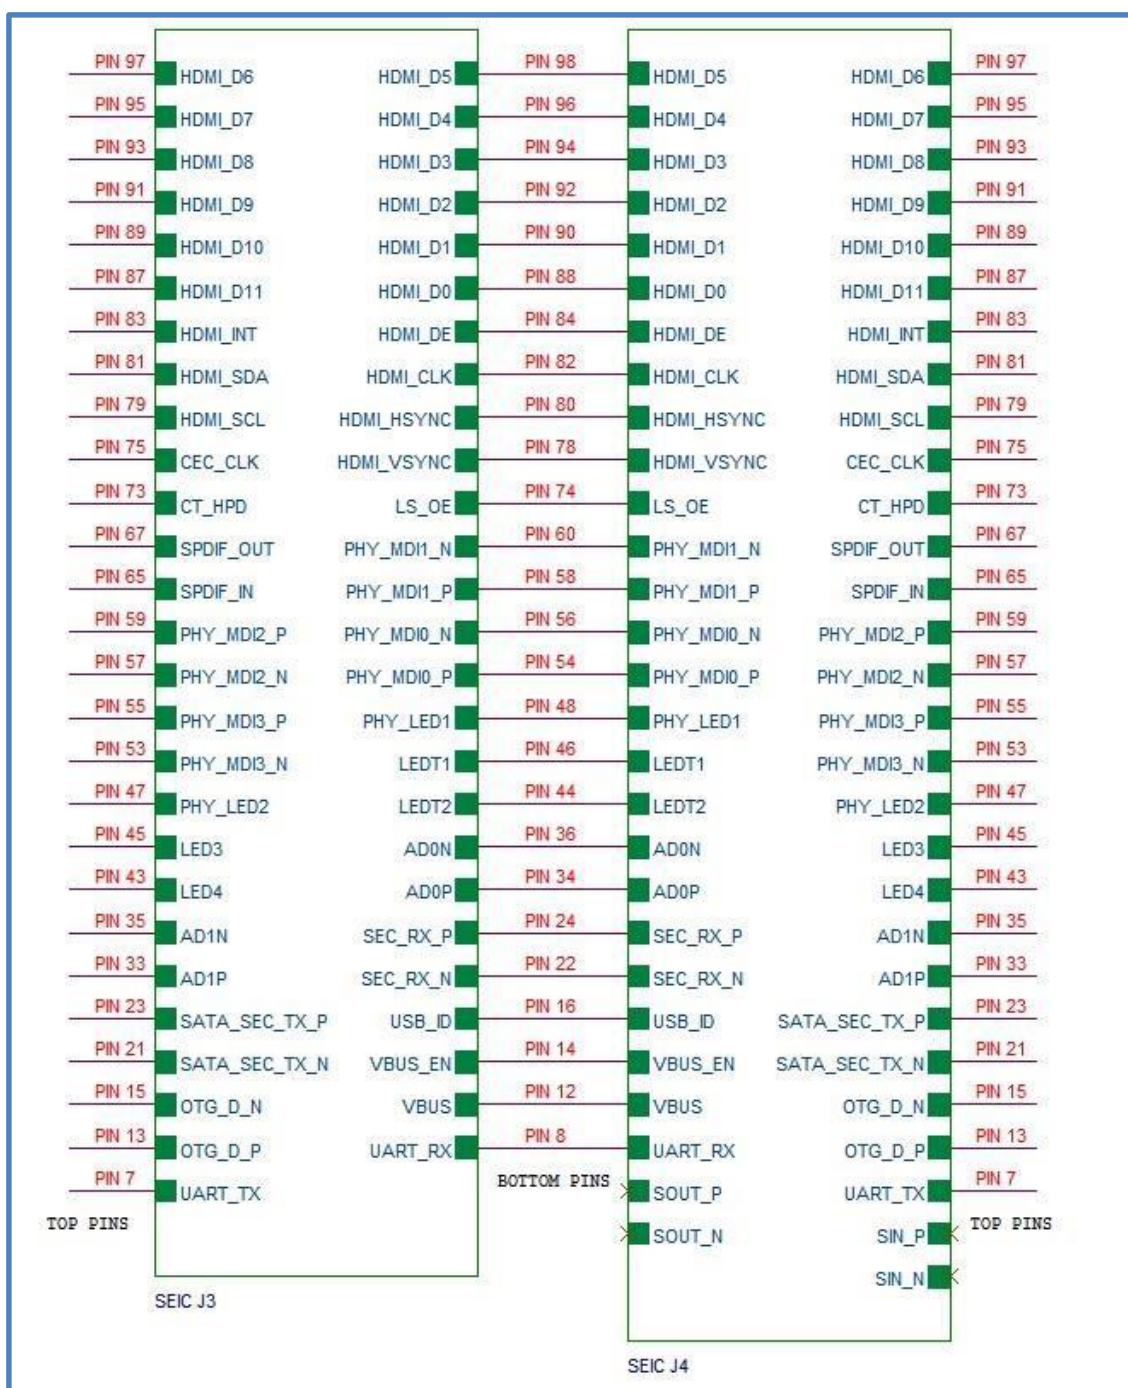 PIN 97 HDMI_D6 HDMI_D5 PIN 98 HDMI_D5 HDMI_D6 PIN 97
PIN 95 HDMI_D7 HDMI_D4 PIN 96 HDMI_D4 HDMI_D7 PIN 95
PIN 93 HDMI_D8 HDMI_D3 PIN 94 HDMI_D3 HDMI_D8 PIN 93
PIN 91 HDMI_D9 HDMI_D2 PIN 92 HDMI_D2 HDMI_D9 PIN 91
PIN 89 HDMI_D10 HDMI_D1 PIN 90 HDMI_D1 HDMI_D10 PIN 89
PIN 87 HDMI_D11 HDMI_D0 PIN 88 HDMI_D0 HDMI_D11 PIN 87
PIN 83 HDMI_INT HDMI_DE PIN 84 HDMI_DE HDMI_INT PIN 83
PIN 81 HDMI_SDA HDMI_CLK PIN 82 HDMI_CLK HDMI_SDA PIN 81
PIN 79 HDMI_SCL HDMI_HSYNC PIN 80 HDMI_HSYNC HDMI_SCL PIN 79
PIN 75 CEC_CLK HDMI_VSYNC PIN 78 HDMI_VSYNC CEC_CLK PIN 75
PIN 73 CT_HPD LS_OE PIN 74 LS_OE CT_HPD PIN 73
PIN 67 SPDIF_OUT PHY_MDI1_N PIN 60 PHY_MDI1_N SPDIF_OUT PIN 67
PIN 65 SPDIF_IN PHY_MDI1_P PIN 58 PHY_MDI1_P SPDIF_IN PIN 65
PIN 59 PHY_MDI2_P PHY_MDI0_N PIN 56 PHY_MDI0_N PHY_MDI2_P PIN 59
PIN 57 PHY_MDI2_N PHY_MDI0_P PIN 54 PHY_MDI0_P PHY_MDI2_N PIN 57
PIN 55 PHY_MDI3_P PHY_LED1 PIN 48 PHY_LED1 PHY_MDI3_P PIN 55
PIN 53 PHY_MDI3_N LEDT1 PIN 46 LEDT1 PHY_MDI3_N PIN 53
PIN 47 PHY_LED2 LEDT2 PIN 44 LEDT2 PHY_LED2 PIN 47
PIN 45 LED3 AD0N PIN 36 AD0N LED3 PIN 45
PIN 43 LED4 AD0P PIN 34 AD0P LED4 PIN 43
PIN 35 AD1N SEC_RX_P PIN 24 SEC_RX_P AD1N PIN 35
PIN 33 AD1P SEC_RX_N PIN 22 SEC_RX_N AD1P PIN 33
PIN 23 SATA_SEC_TX_P USB_ID PIN 16 USB_ID SATA_SEC_TX_P PIN 23
PIN 21 SATA_SEC_TX_N VBUS_EN PIN 14 VBUS_EN SATA_SEC_TX_N PIN 21
PIN 15 OTG_D_N VBUS PIN 12 VBUS OTG_D_N PIN 15
PIN 13 OTG_D_P UART_RX PIN 8 UART_RX OTG_D_P PIN 13
PIN 7 UART_TX BOTTOM PINS SOUT_P UART_TX PIN 7
TOP PINS SOUT_N SIN_P TOP PINS
SIN_N
SEIC J3
SEIC J4